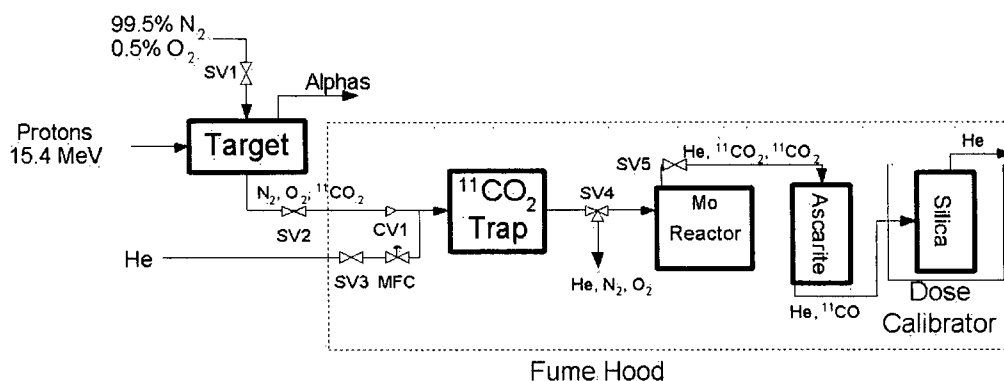 99.5% N2
0.5% O2
SV1
Alphas
Protons
15.4 MeV
Target
N2, O2; 11CO2
SV2
CV1
He
SV3
MFC
11CO2
Trap
SV4
He, N2, O2
SV5
He, 11CO2, 11CO2
Mo
Reactor
Ascarite
He, 11CO
He
Silica
Dose
Calibrator
Fume Hood